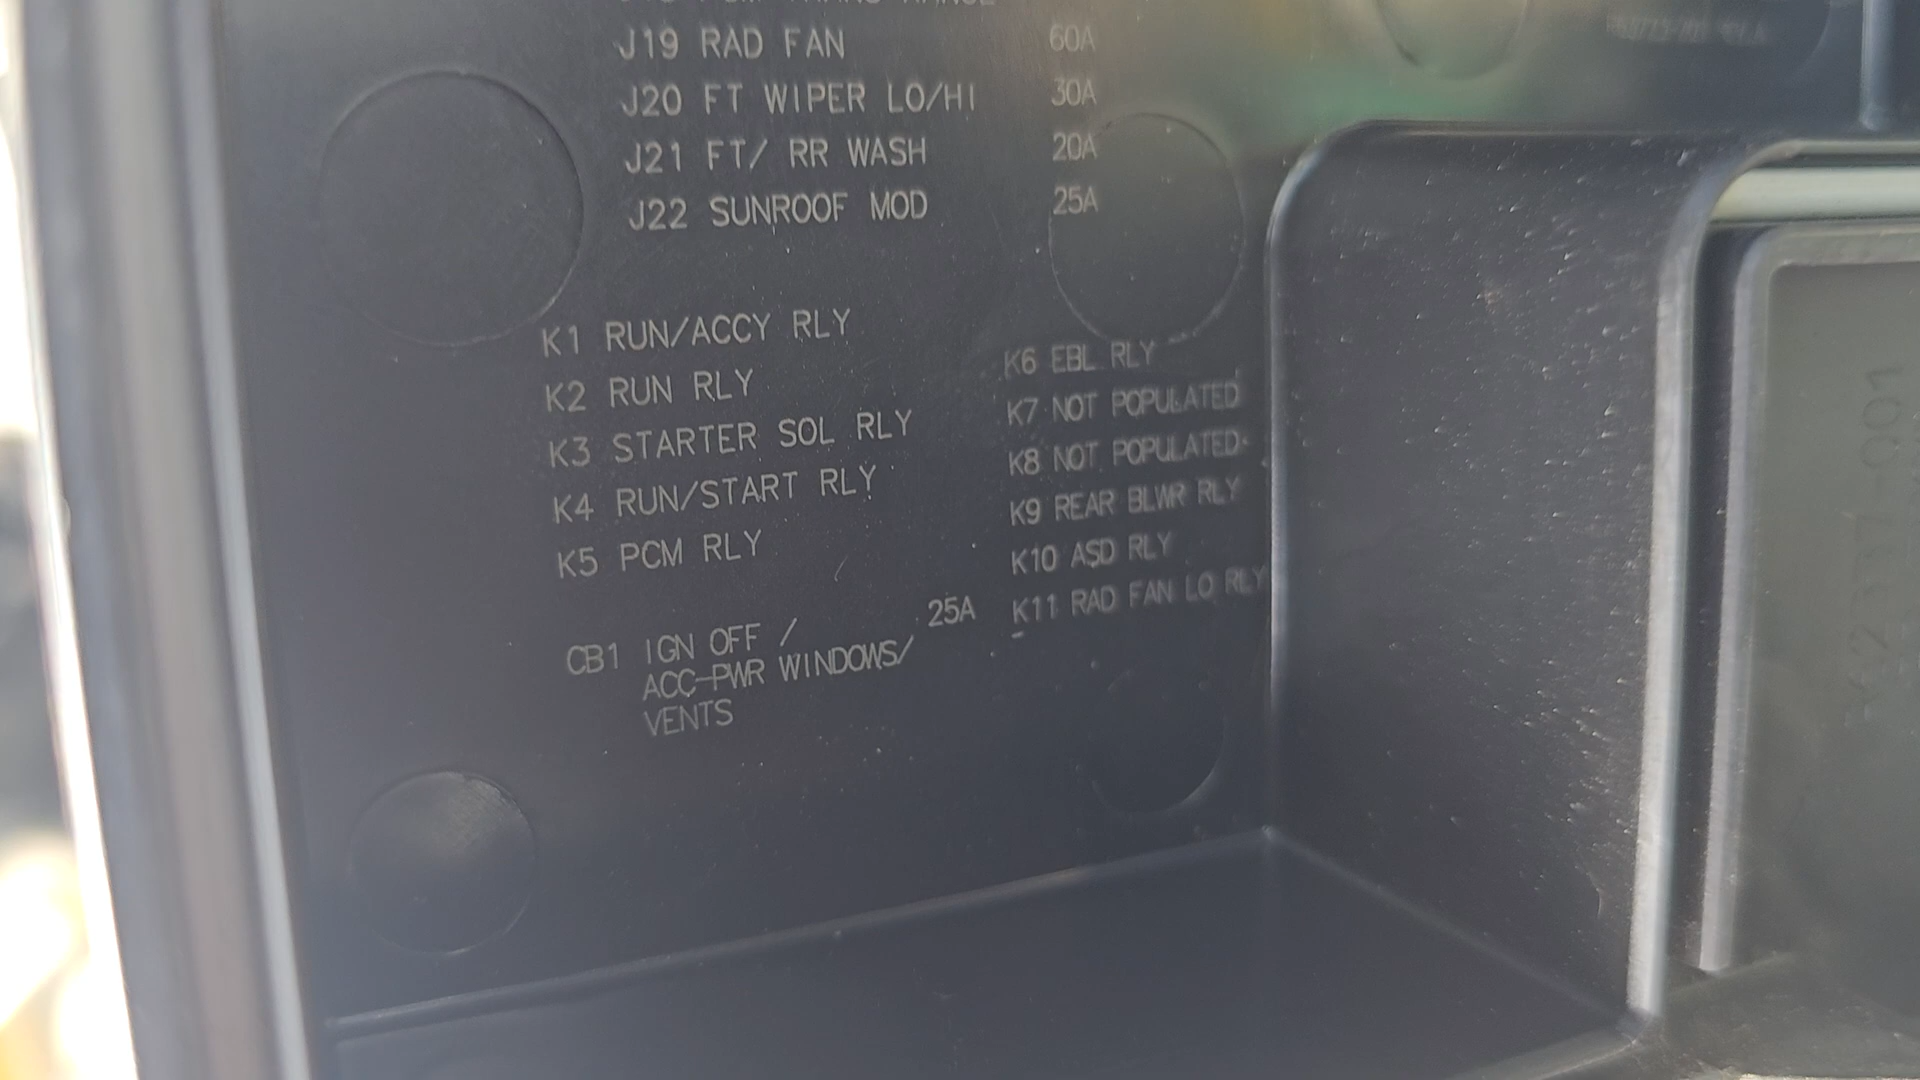 J19 RAD FAN 60A
J20 FT WIPER LO/HI 30A
J21 FT/ RR WASH 20A
J22 SUNROOF MOD 25A
K1 RUN/ACCY RLY
K2 RUN RLY
K3 STARTER SOL RLY
K4 RUN/START RLY
K5 PCM RLY
K6 EBL RLY
K7 NOT POPULATED
K8 NOT POPULATED
K9 REAR BLWR RLY
K10 ASD RLY
K11 RAD FAN LO RLY
CB1 IGN OFF / 25A
ACC-PWR WINDOWS/
VENTS